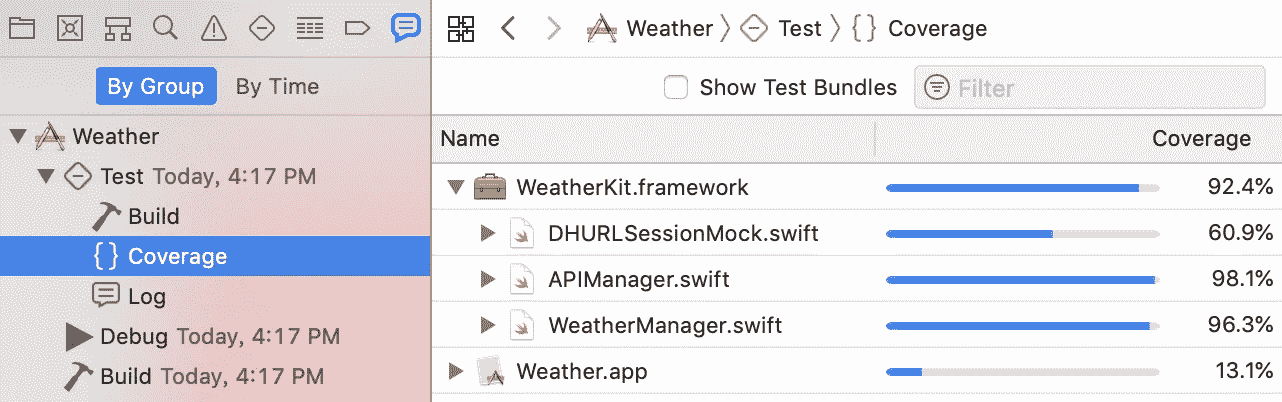 Weather 〉 Test 〉 {} Coverage
By Group By Time
Show Test Bundles Filter
Weather
Test Today, 4:17 PM
Build
{} Coverage
Log
Debug Today, 4:17 PM
Build Today, 4:17 PM
Name Coverage
WeatherKit.framework 92.4%
DHURLSessionMock.swift 60.9%
APIManager.swift 98.1%
WeatherManager.swift 96.3%
Weather.app 13.1%